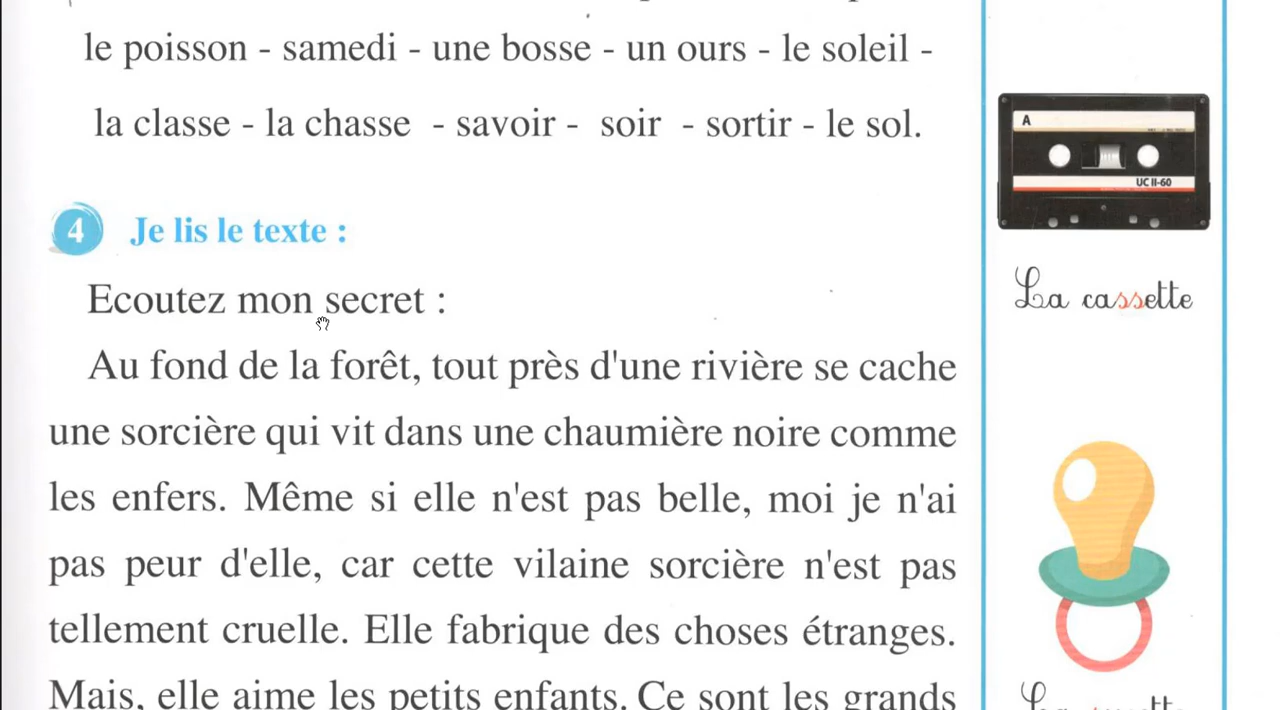 le poisson - samedi - une bosse - un ours - le soleil -
la classe - la chasse - savoir - soir - sortir - le sol.
4 Je lis le texte :
Ecoutez mon secret :
Au fond de la forêt, tout près d'une rivière se cache
une sorcière qui vit dans une chaumière noire comme
les enfers. Même si elle n'est pas belle, moi je n'ai
pas peur d'elle, car cette vilaine sorcière n'est pas
tellement cruelle. Elle fabrique des choses étranges.
Mais, elle aime les petits enfants. Ce sont les grands
A
UC II-60
La cassette
La